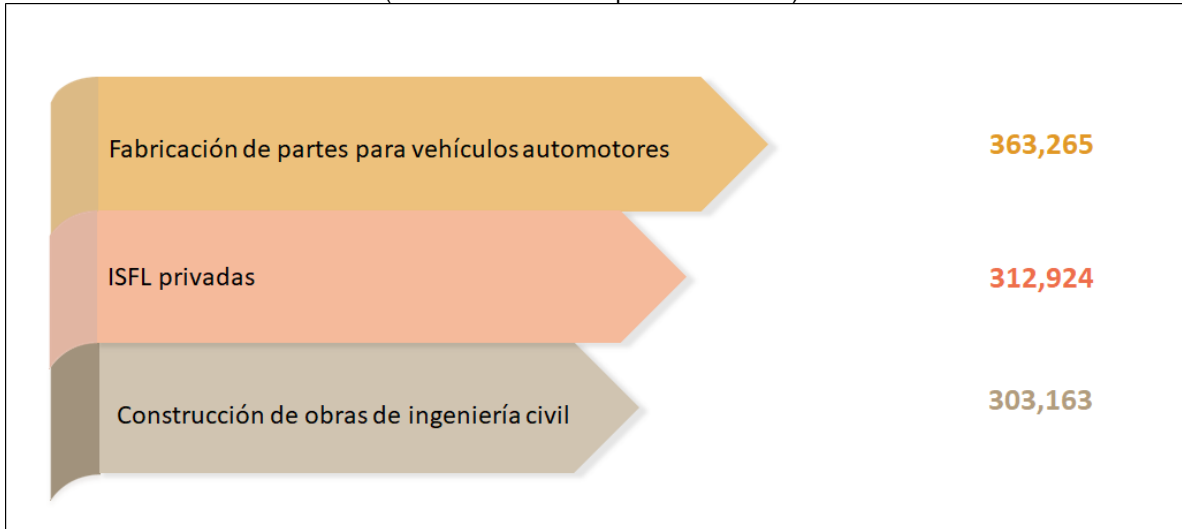 Fabricación de partes para vehículos automotores
363,265
ISFL privadas
312,924
Construcción de obras de ingeniería civil
303,163